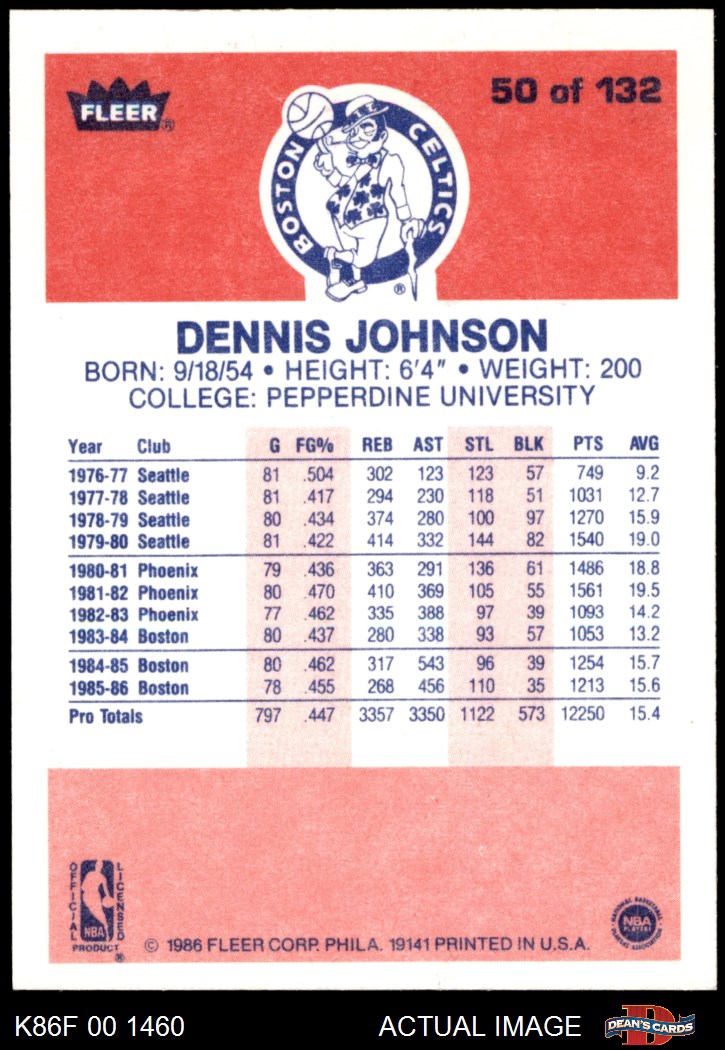 FLEER ®
50 of 132
BOSTON CELTICS
®
DENNIS JOHNSON
BORN: 9/18/54 • HEIGHT: 6'4" • WEIGHT: 200
COLLEGE: PEPPERDINE UNIVERSITY
Year Club G FG% REB AST STL BLK PTS AVG
1976-77 Seattle 81 .504 302 123 123 57 749 9.2
1977-78 Seattle 81 .417 294 230 118 51 1031 12.7
1978-79 Seattle 80 .434 374 280 100 97 1270 15.9
1979-80 Seattle 81 .422 414 332 144 82 1540 19.0
1980-81 Phoenix 79 .436 363 291 136 61 1486 18.8
1981-82 Phoenix 80 .470 410 369 105 55 1561 19.5
1982-83 Phoenix 77 .462 335 388 97 39 1093 14.2
1983-84 Boston 80 .437 280 338 93 57 1053 13.2
1984-85 Boston 80 .462 317 543 96 39 1254 15.7
1985-86 Boston 78 .455 268 456 110 35 1213 15.6
Pro Totals 797 .447 3357 3350 1122 573 12250 15.4
OFFICIAL LICENSED
NBA
PRODUCT ®
© 1986 FLEER CORP. PHILA. 19141 PRINTED IN U.S.A.
NATIONAL BASKETBALL
NBA
PLAYERS
PLAYERS ASSOCIATION
K86F 00 1460
ACTUAL IMAGE
D
DEAN'S CARDS